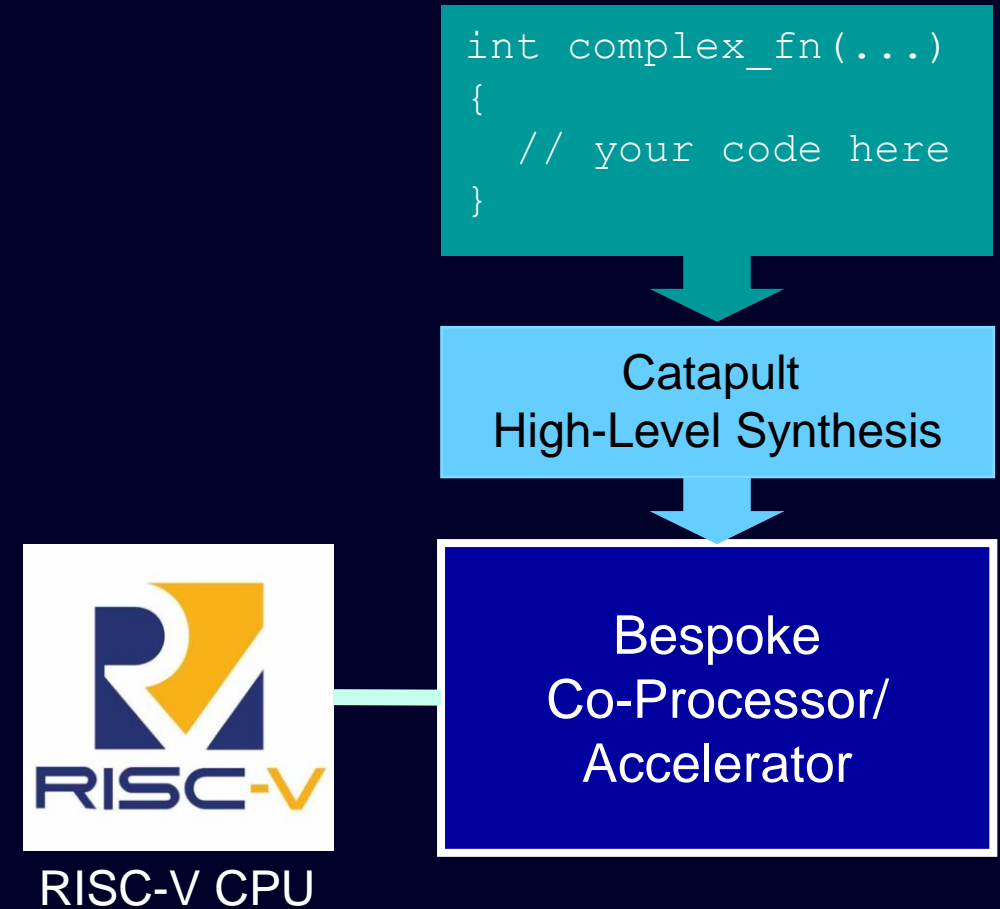 int complex_fn(...)
{
// your code here
}
Catapult
High-Level Synthesis
Bespoke
Co-Processor/
Accelerator
RISC-V
RISC-V CPU